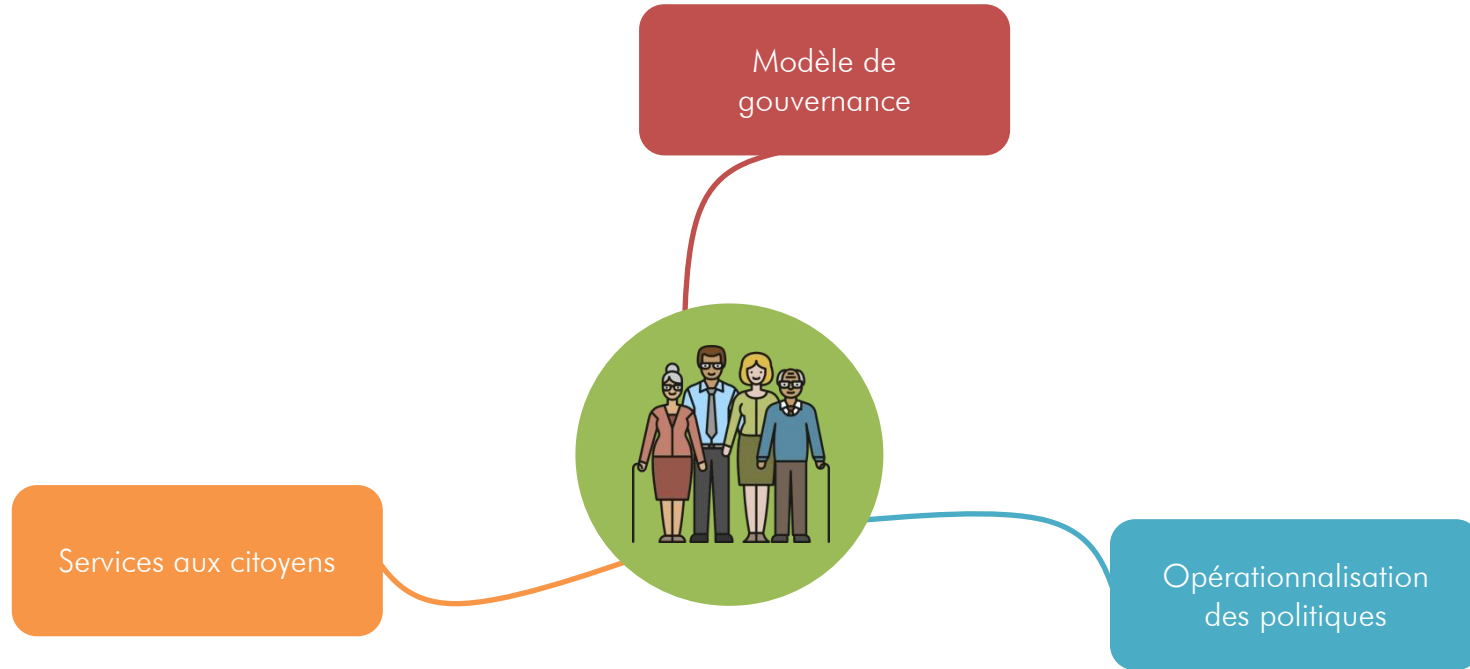 Modèle de
gouvernance
Services aux citoyens
Opérationnalisation
des politiques